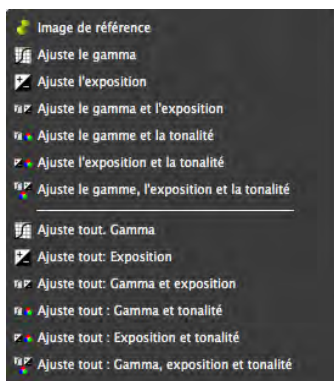 Image de référence
Ajuste le gamma
Ajuste l'exposition
Ajuste le gamma et l'exposition
Ajuste le gamme et la tonalité
Ajuste l'exposition et la tonalité
Ajuste le gamme, l'exposition et la tonalité
Ajuste tout. Gamma
Ajuste tout: Exposition
Ajuste tout: Gamma et exposition
Ajuste tout : Gamma et tonalité
Ajuste tout : Exposition et tonalité
Ajuste tout : Gamma, exposition et tonalité